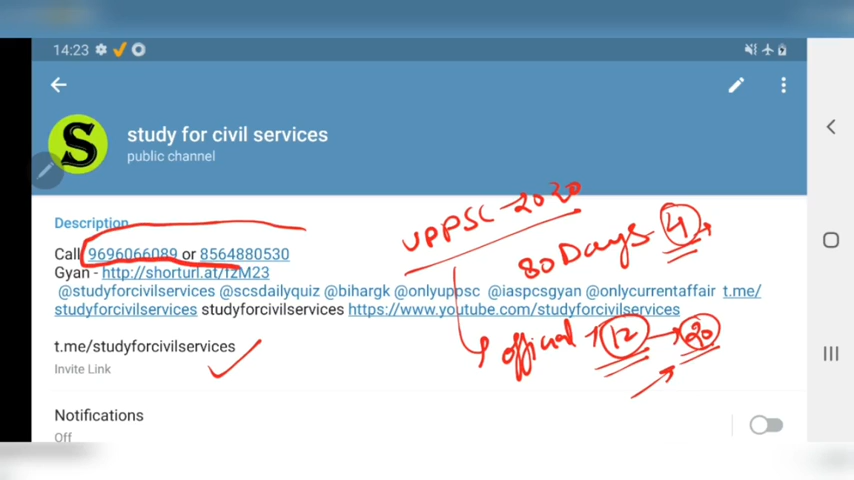 14:23
S
study for civil services
public channel
Description
Call 9696066089 or 8564880530
Gyan - http://shorturl.at/fzM23
@studyforcivilservices @scsdailyquiz @bihargk @onlyuppsc @iaspcsgyan @onlycurrentaffair t.me/
studyforcivilservices studyforcivilservices https://www.youtube.com/studyforcivilservices
t.me/studyforcivilservices
Invite Link
Notifications
Off
UPPSC-2020
80 Days 4
official 12 20